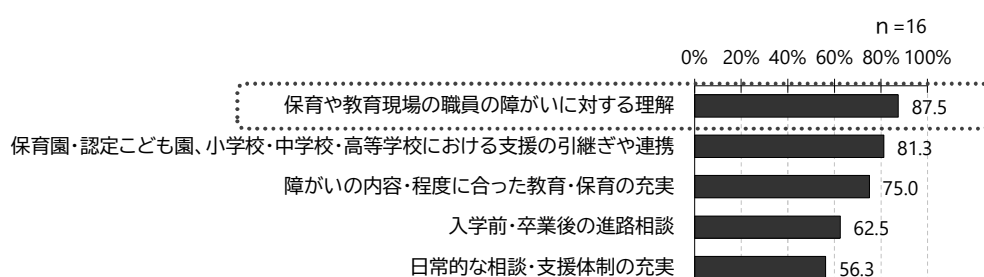 n=16
0% 20% 40% 60% 80% 100%
保育や教育現場の職員の障がいに対する理解 87.5
保育園・認定こども園、小学校・中学校・高等学校における支援の引継ぎや連携 81.3
障がいの内容・程度に合った教育・保育の充実 75.0
入学前・卒業後の進路相談 62.5
日常的な相談・支援体制の充実 56.3